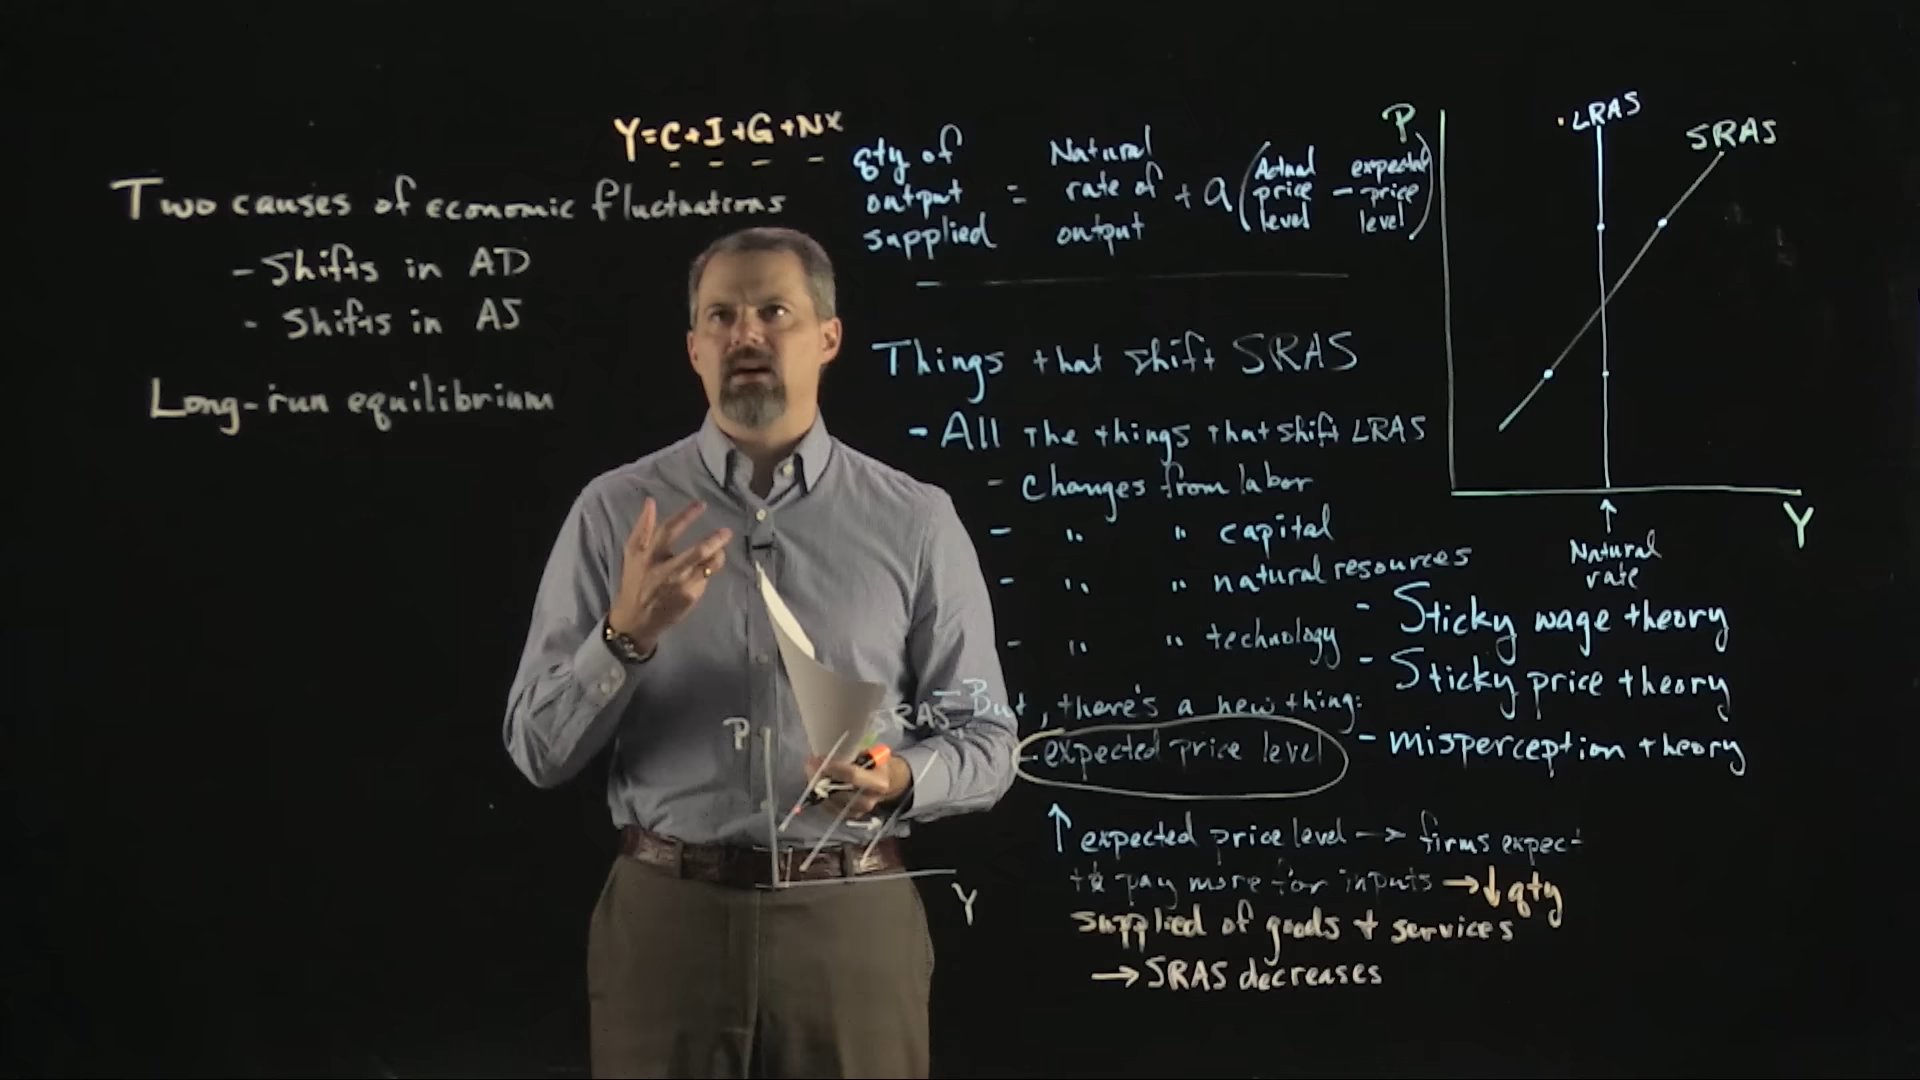 Y=C+I+G+NX
Two causes of economic fluctuations
- Shifts in AD
- Shifts in AS
Long-run equilibrium
qty of output supplied = Natural rate of output + a (Actual price level - expected price level)
Things that shift SRAS
- All the things that shift LRAS
- Changes from labor
- " " capital
- " " natural resources
- " " technology
- But, there's a new thing:
- expected price level
↑ expected price level -> firms expect
to pay more for inputs → ↓ qty
supplied of goods + services
→ SRAS decreases
P
LRAS
SRAS
Y
↑
Natural
rate
- Sticky wage theory
- Sticky price theory
- misperception theory
P
SRAS
Y